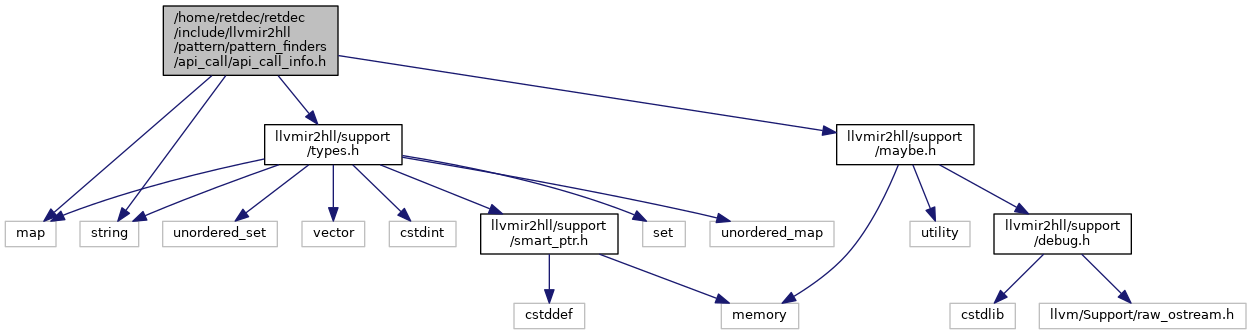 /home/retdec/retdec
/include/llvmir2hll
/pattern/pattern_finders
/api_call/api_call_info.h
llvmir2hll/support
/types.h
llvmir2hll/support
/maybe.h
map
string
unordered_set
vector
cstdint
llvmir2hll/support
/smart_ptr.h
set
unordered_map
utility
llvmir2hll/support
/debug.h
cstddef
memory
cstdlib
llvm/Support/raw_ostream.h